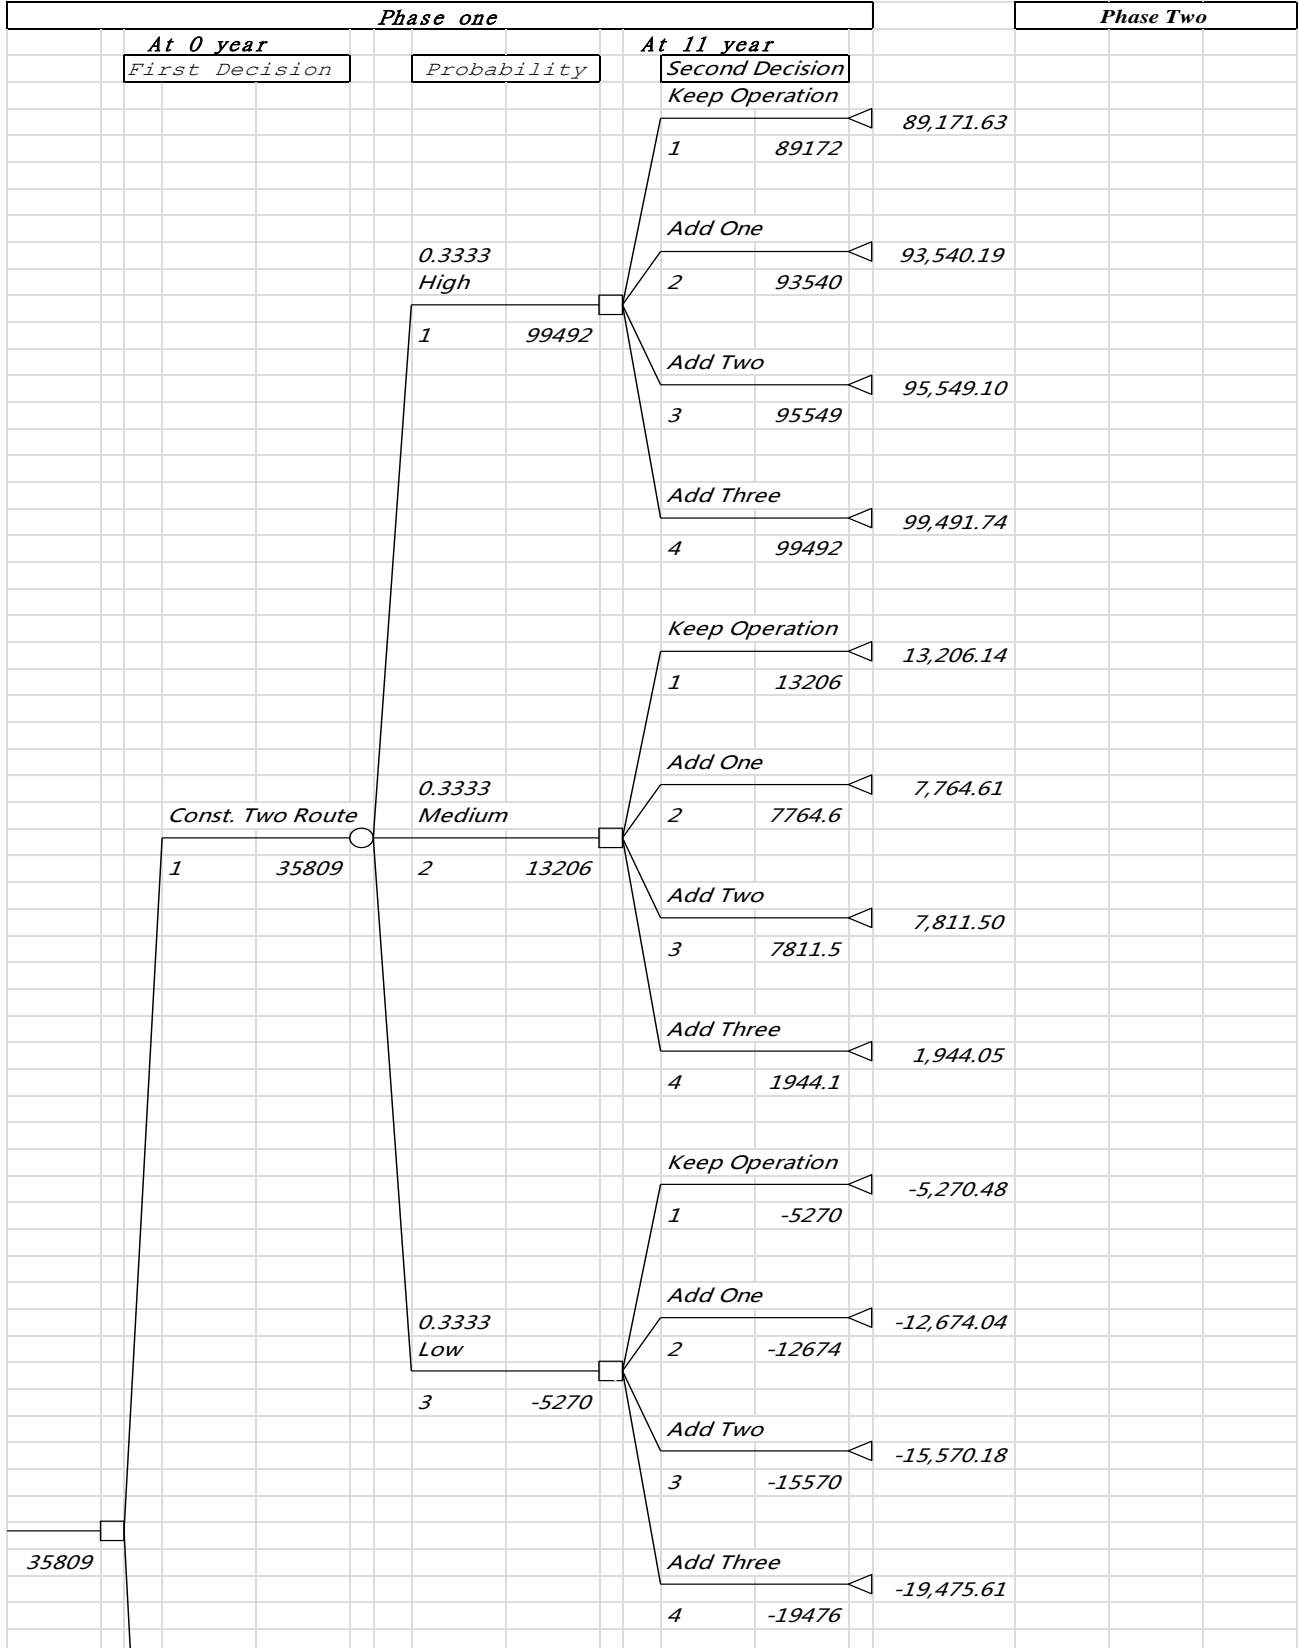 Phase one
Phase Two
At 0 year
At 11 year
First Decision
Probability
Second Decision
Keep Operation
89,171.63
1 89172
Add One
0.3333
93,540.19
High
2 93540
1 99492
Add Two
95,549.10
3 95549
Add Three
99,491.74
4 99492
Keep Operation
13,206.14
1 13206
Add One
0.3333
7,764.61
Const. Two Route
Medium
2 7764.6
1 35809
2 13206
Add Two
7,811.50
3 7811.5
Add Three
1,944.05
4 1944.1
Keep Operation
-5,270.48
1 -5270
Add One
0.3333
-12,674.04
Low
2 -12674
3 -5270
Add Two
-15,570.18
3 -15570
35809
Add Three
-19,475.61
4 -19476